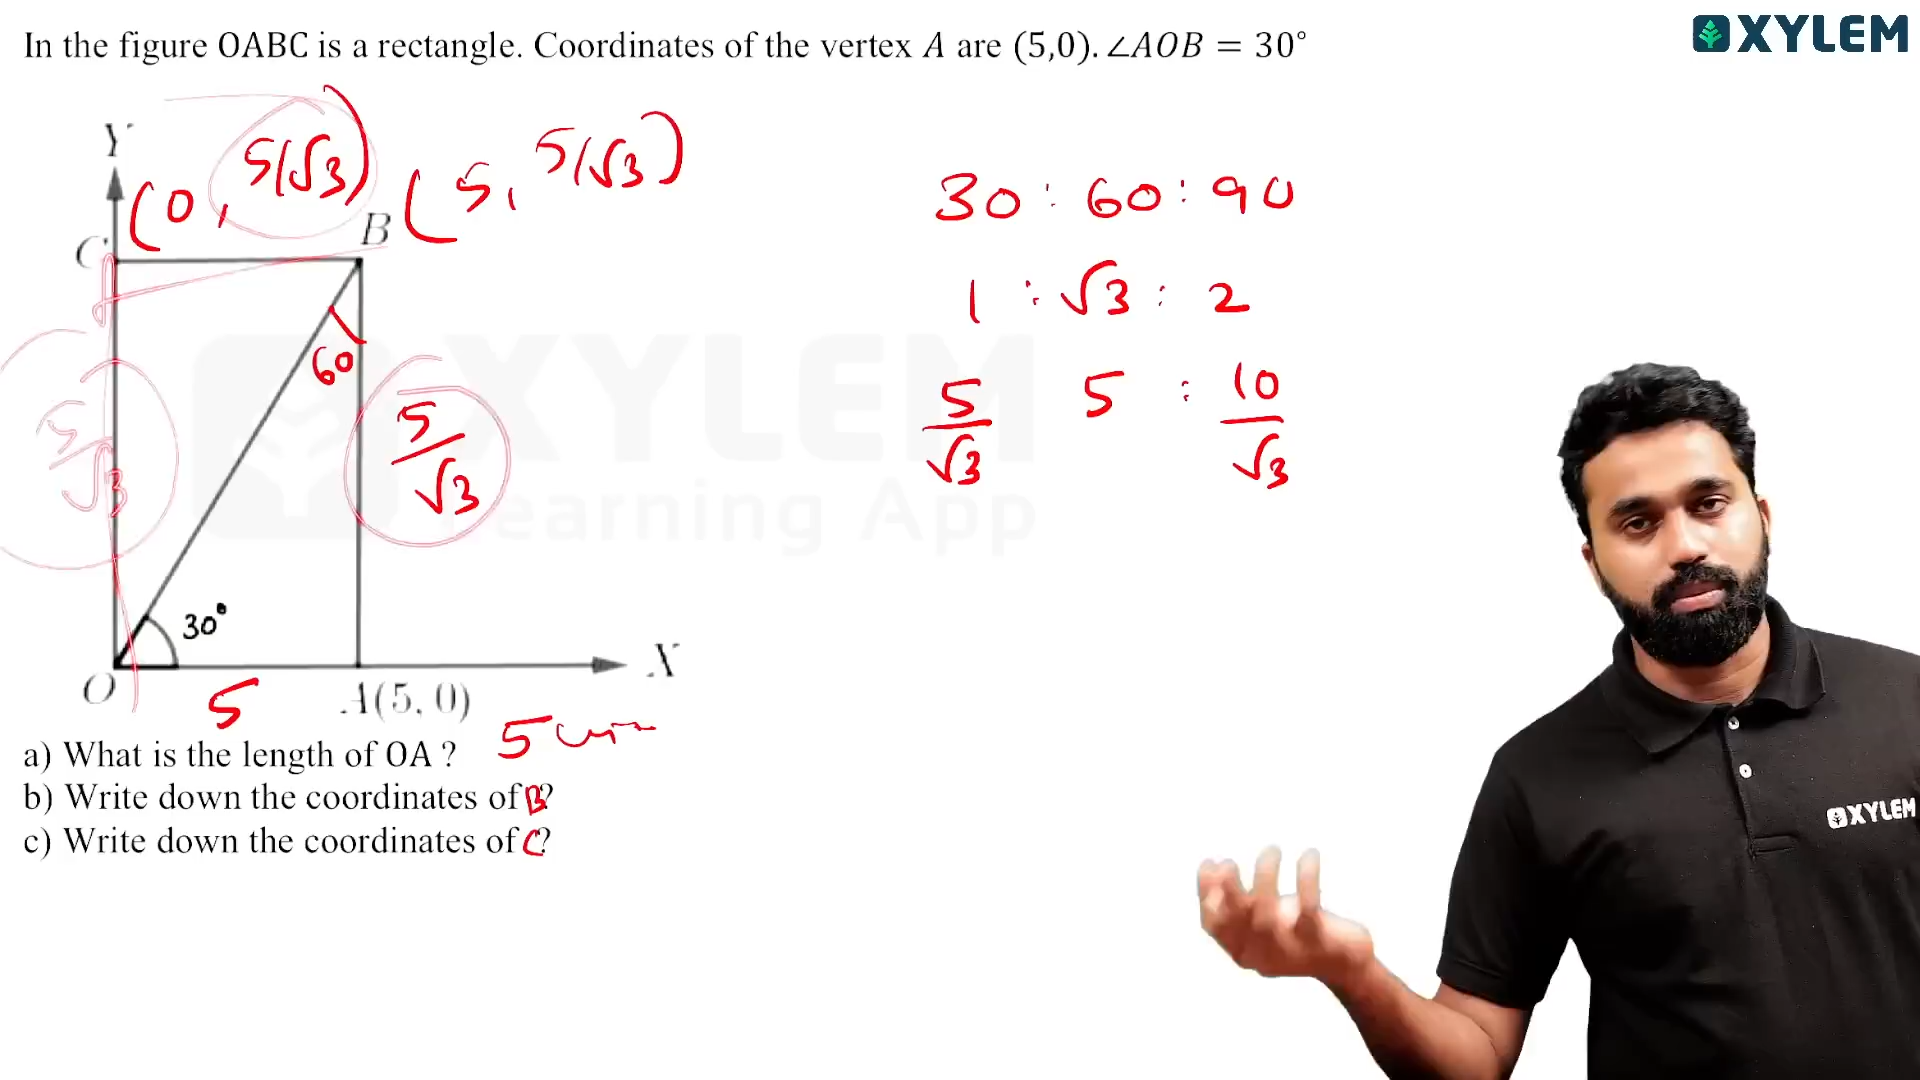 In the figure OABC is a rectangle. Coordinates of the vertex A are (5,0). ∠AOB = 30°
XYLEM
Y
(0, 5/√3)
(5, 5/√3)
C
B
60
5/√3
5/√3
30°
O
5
A(5, 0)
X
30 : 60 : 90
1 : √3 : 2
5/√3 5 : 10/√3
XYLEM
Learning App
a) What is the length of OA ? 5 cm
b) Write down the coordinates of B?
c) Write down the coordinates of C?
XYLEM